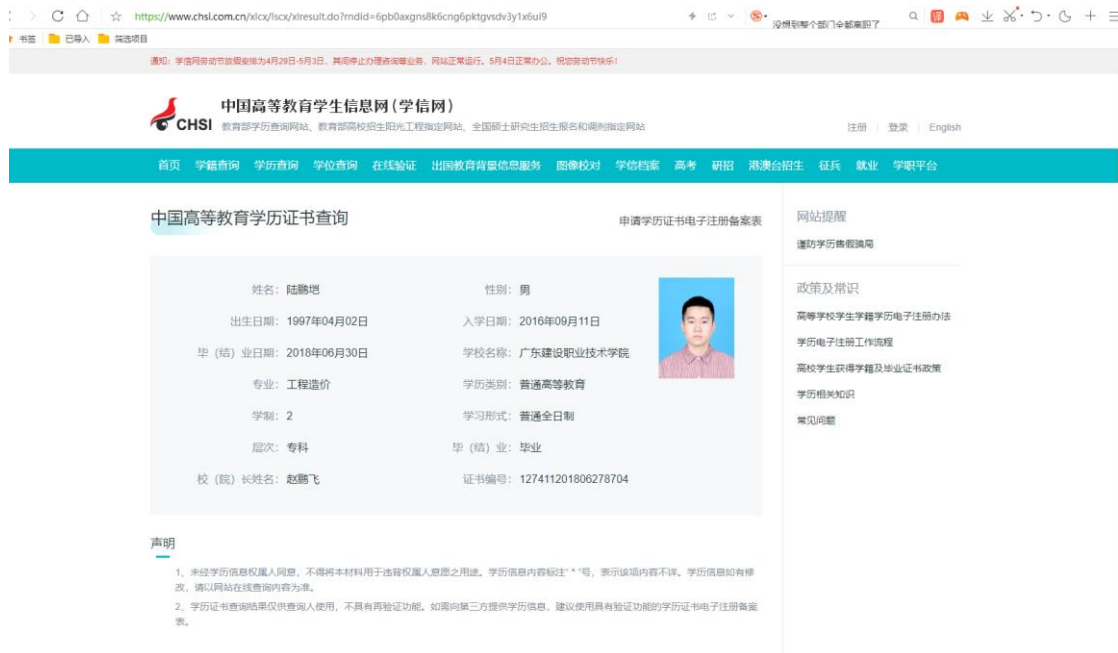 https://www.chsi.com.cn/xlcx/lscx/xlresult.do?rndid=6pb0axgns8k6cng6pktgvsdv3y1x6ul9
没想到整个部门全都离职了
译
书签 已导入 筛选项目
通知：学信网劳动节放假安排为4月29日-5月3日，其间停止办理咨询等业务，网站正常运行。5月4日正常办公。祝您劳动节快乐！
CHSI 中国高等教育学生信息网（学信网）
教育部学历查询网站、教育部高校招生阳光工程指定网站、全国硕士研究生招生报名和调剂指定网站
注册 | 登录 | English
首页 学籍查询 学历查询 学位查询 在线验证 出国教育背景信息服务 图像校对 学信档案 高考 研招 港澳台招生 征兵 就业 学职平台
中国高等教育学历证书查询
申请学历证书电子注册备案表
姓名： 陆鹏垲 性别： 男
出生日期： 1997年04月02日 入学日期： 2016年09月11日
毕（结）业日期： 2018年06月30日 学校名称： 广东建设职业技术学院
专业： 工程造价 学历类别： 普通高等教育
学制： 2 学习形式： 普通全日制
层次： 专科 毕（结）业： 毕业
校（院）长姓名： 赵鹏飞 证书编号： 127411201806278704
声明
1、未经学历信息权属人同意，不得将本材料用于违背权属人意愿之用途。学历信息内容标注“*”号，表示该项内容不详。学历信息如有修
改，请以网站在线查询内容为准。
2、学历证书查询结果仅供查询人使用，不具有再验证功能。如需向第三方提供学历信息，建议使用具有验证功能的学历证书电子注册备案
表。
网站提醒
谨防学历售假骗局
政策及常识
高等学校学生学籍学历电子注册办法
学历电子注册工作流程
高校学生获得学籍及毕业证书政策
学历相关知识
常见问题